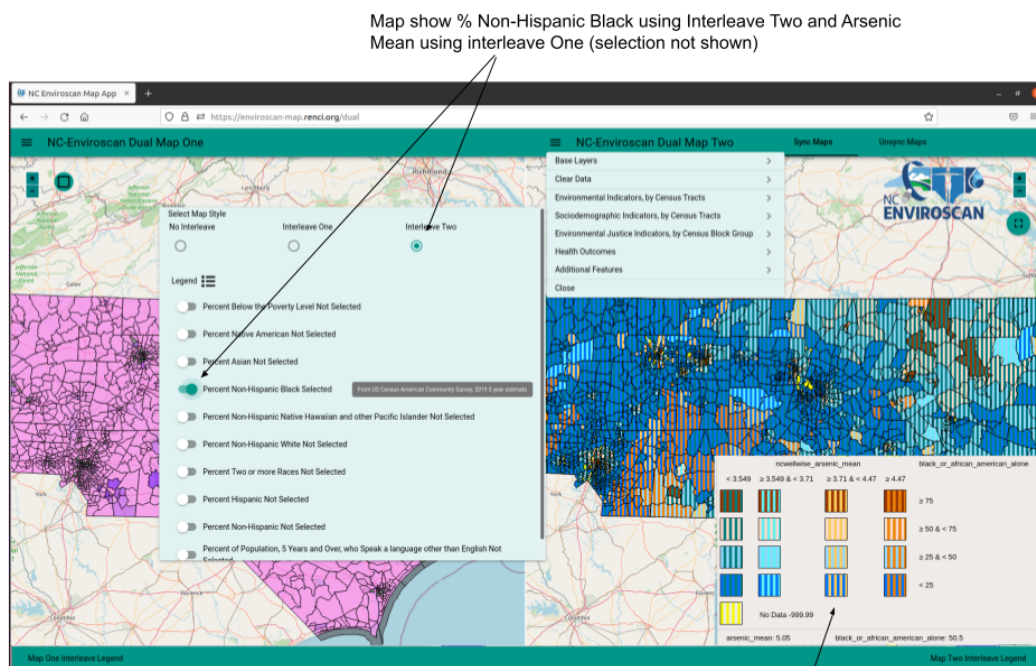 Map show % Non-Hispanic Black using Interleave Two and Arsenic
Mean using interleave One (selection not shown)
NC Enviroscan Map App × +
https://enviroscan-map.renci.org/dual
NC-Enviroscan Dual Map One
NC-Enviroscan Dual Map Two
Sync Maps
Unsync Maps
Richmond
Lynchburg
Jefferson
National
Forest
Galax
Select Map Style
No Interleave
Interleave One
Interleave Two
Legend
Percent Below the Poverty Level Not Selected
Percent Native American Not Selected
Percent Asian Not Selected
Percent Non-Hispanic Black Selected
From US Census American Community Survey, 2019 5 year estimate
Percent Non-Hispanic Native Hawaiian and other Pacific Islander Not Selected
Percent Non-Hispanic White Not Selected
Percent Two or more Races Not Selected
Percent Hispanic Not Selected
Percent Non-Hispanic Not Selected
Percent of Population, 5 Years and Over, who Speak a language other than English Not
Selected
York
Florence
Columbia
Base Layers
Clear Data
Environmental Indicators, by Census Tracts
Sociodemographic Indicators, by Census Tracts
Environmental Justice Indicators, by Census Block Group
Health Outcomes
Additional Features
Close
NC
ENVIROSCAN
York
Florence
Columbia
ncwellwise_arsenic_mean
black_or_african_american_alone
< 3.549
≥ 3.549 & < 3.71
≥ 3.71 & < 4.47
≥ 4.47
≥ 75
≥ 50 & < 75
≥ 25 & < 50
< 25
No Data -999.99
arsenic_mean: 5.05
black_or_african_american_alone: 50.5
Map One Interleave Legend
Map Two Interleave Legend